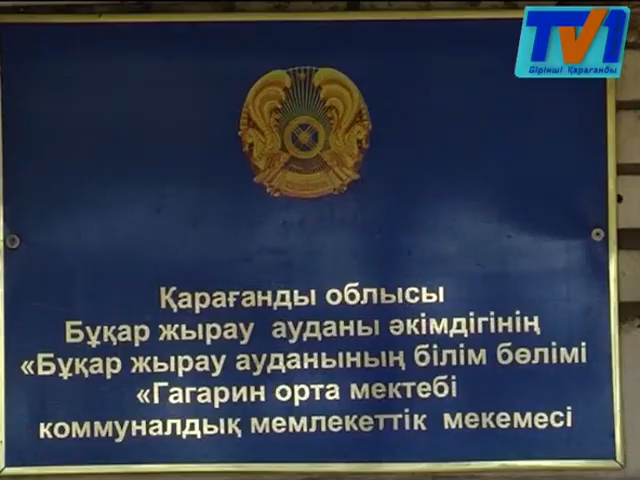 TV1
Бірінші Қарағанды
Қарағанды облысы
Бұқар жырау ауданы әкімдігінің
«Бұқар жырау ауданының білім бөлімі
«Гагарин орта мектебі
коммуналдық мемлекеттік мекемесі